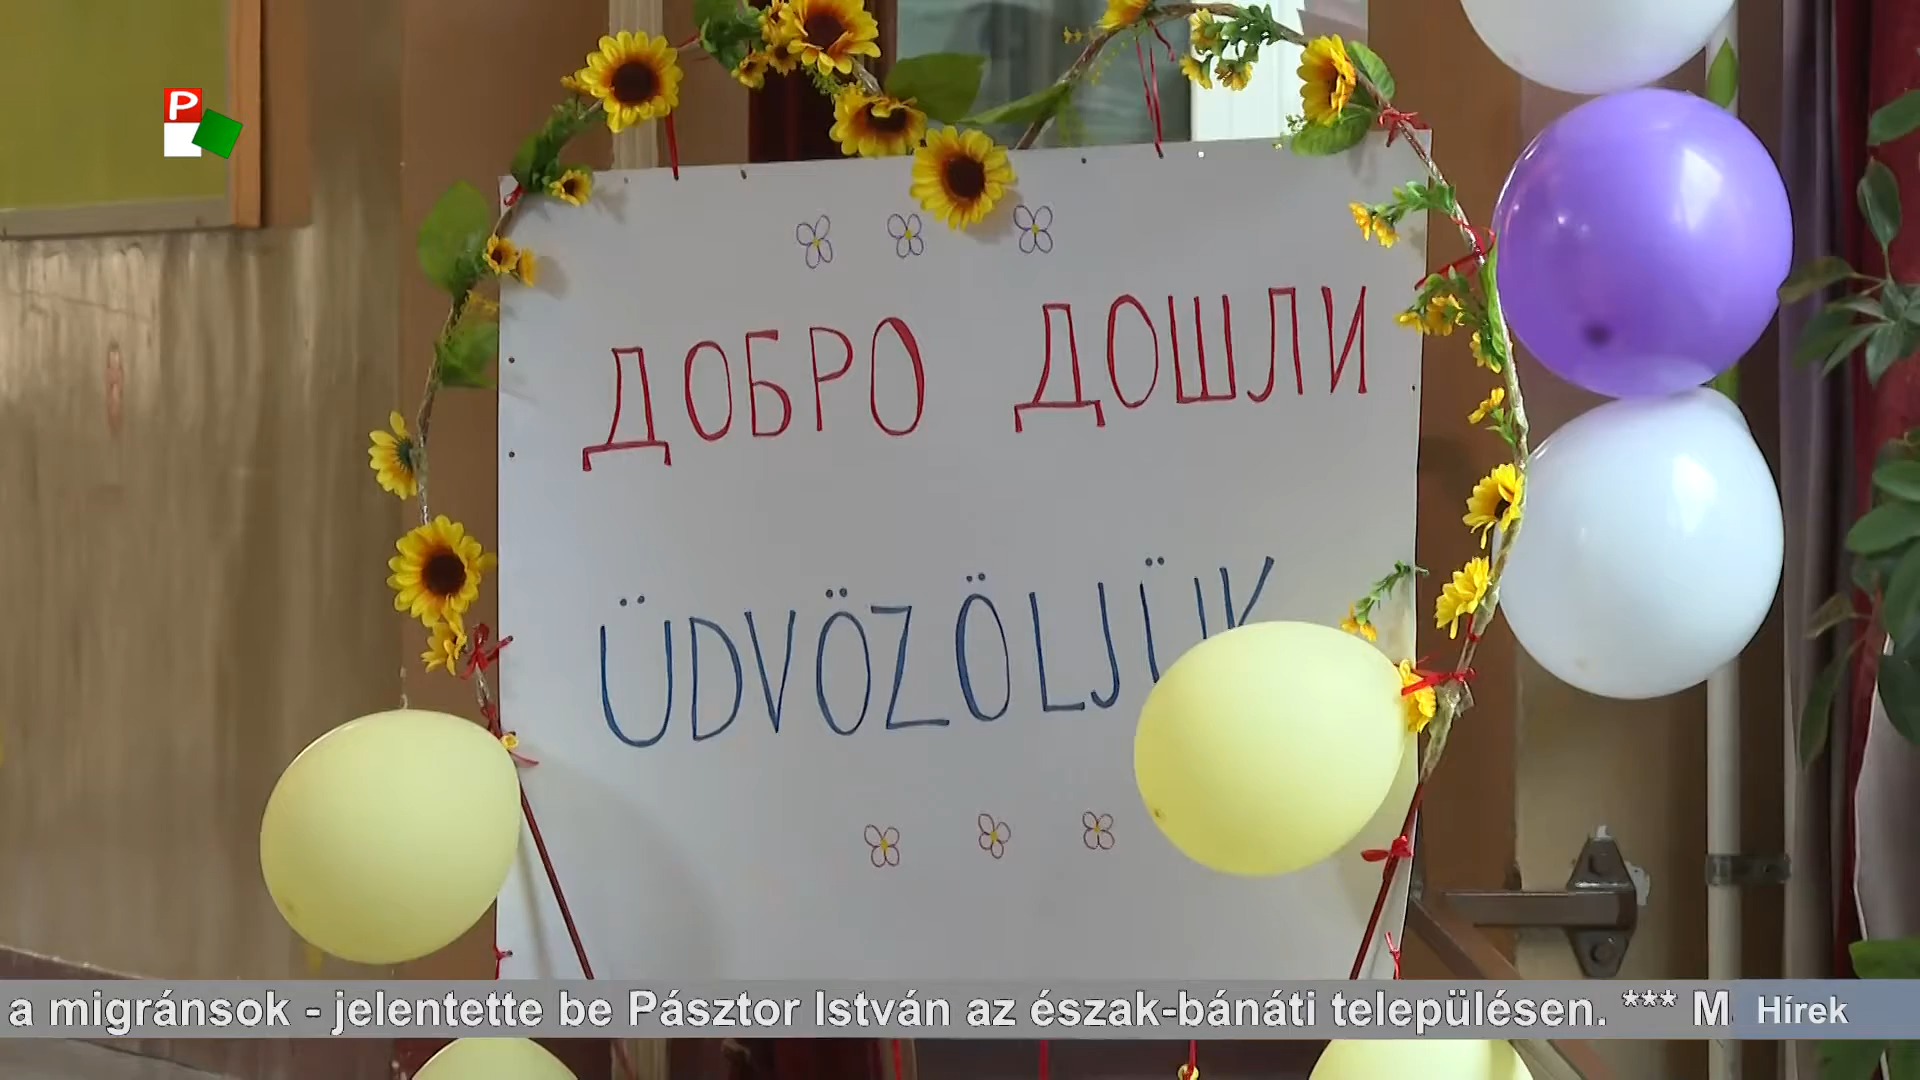 P
ДОБРО ДОШЛИ
ÜDVÖZÖLJÜK
a migránsok - jelentette be Pásztor István az észak-bánáti településen. *** M
Hírek